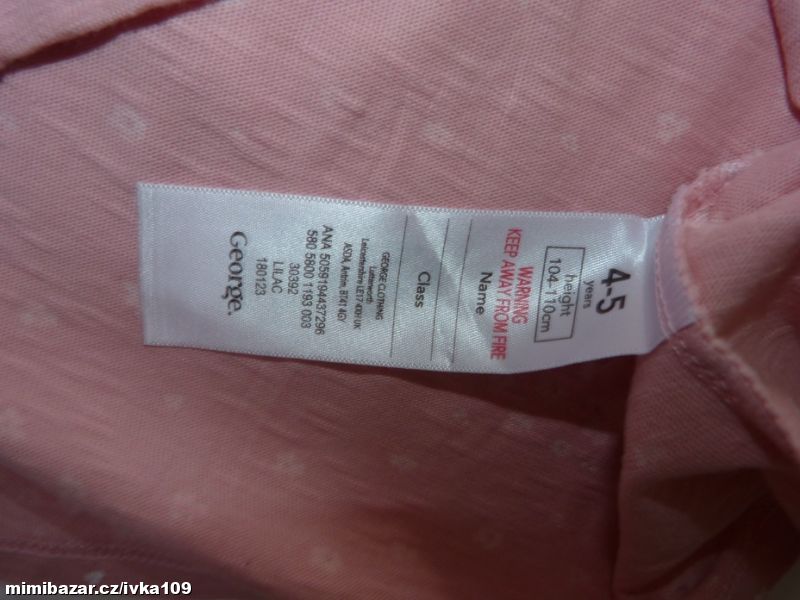 4-5
years
height
104-110cm
WARNING
KEEP AWAY FROM FIRE
Name
Class
GEORGE CLOTHING
Lutterworth
Leicestershire LE17 4XH UK
ASDA, Antrim, BT41 4GY
ANA 5059194437296
580 5800 1193 003
30392
LILAC
180123
George.
mimibazar.cz/ivka109